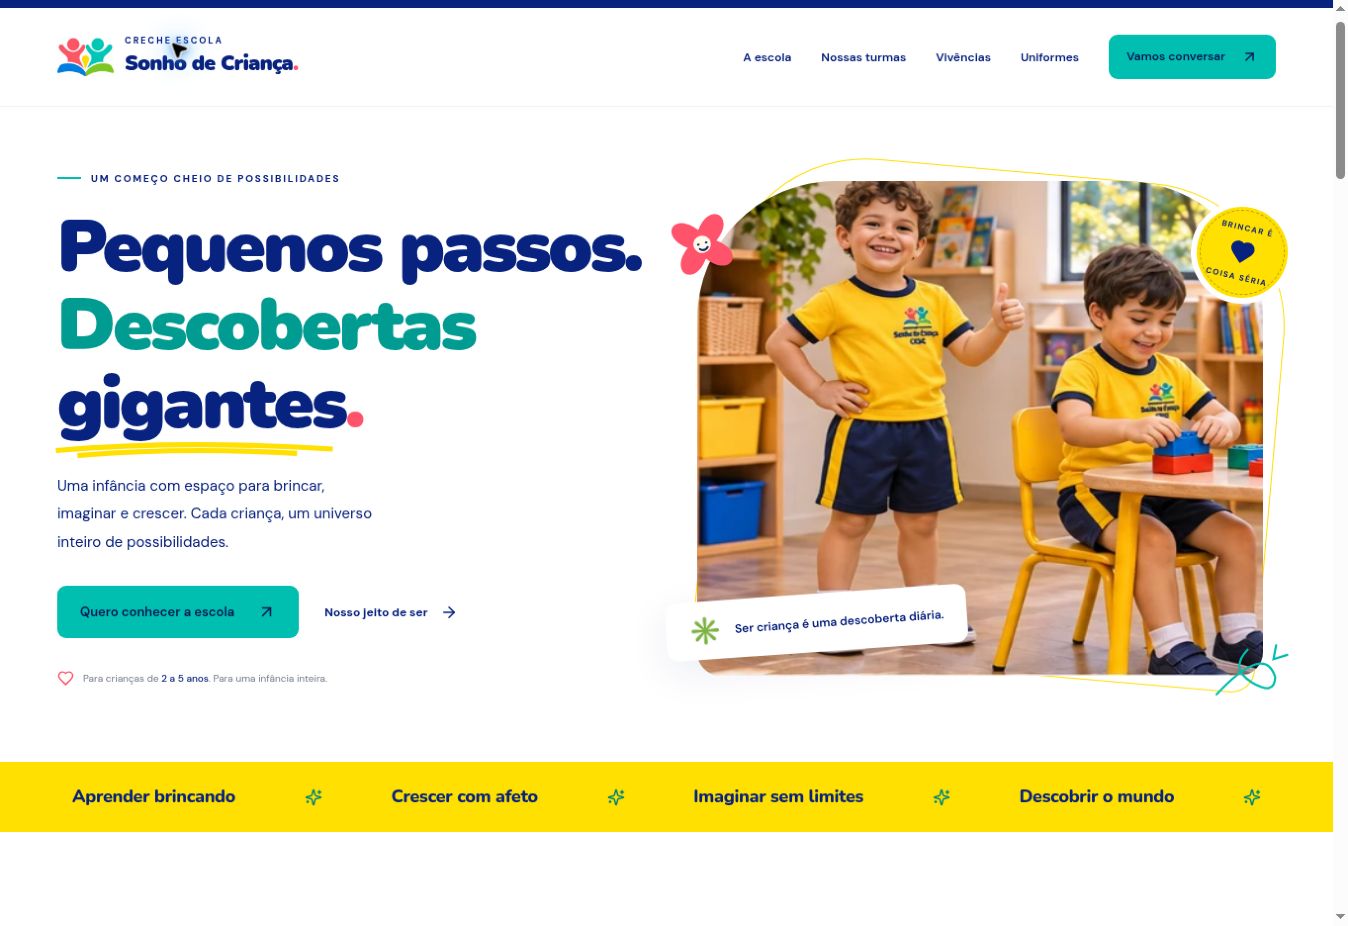 CRECHE ESCOLA
Sonho de Criança.
A escola
Nossas turmas
Vivências
Uniformes
Vamos conversar
UM COMEÇO CHEIO DE POSSIBILIDADES
Pequenos passos.
Descobertas
gigantes.
Uma infância com espaço para brincar,
imaginar e crescer. Cada criança, um universo
inteiro de possibilidades.
Quero conhecer a escola
Nosso jeito de ser
Para crianças de 2 a 5 anos. Para uma infância inteira.
BRINCAR É
COISA SÉRIA
Sonho de Criança
Ser criança é uma descoberta diária.
Aprender brincando
Crescer com afeto
Imaginar sem limites
Descobrir o mundo